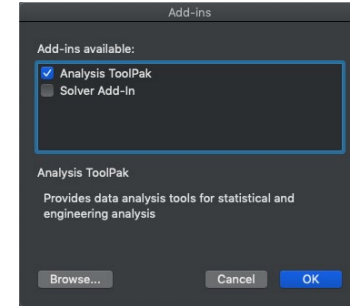 Add-ins
Add-ins available:
Analysis ToolPak
Solver Add-In
Analysis ToolPak
Provides data analysis tools for statistical and
engineering analysis
Browse...
Cancel
OK